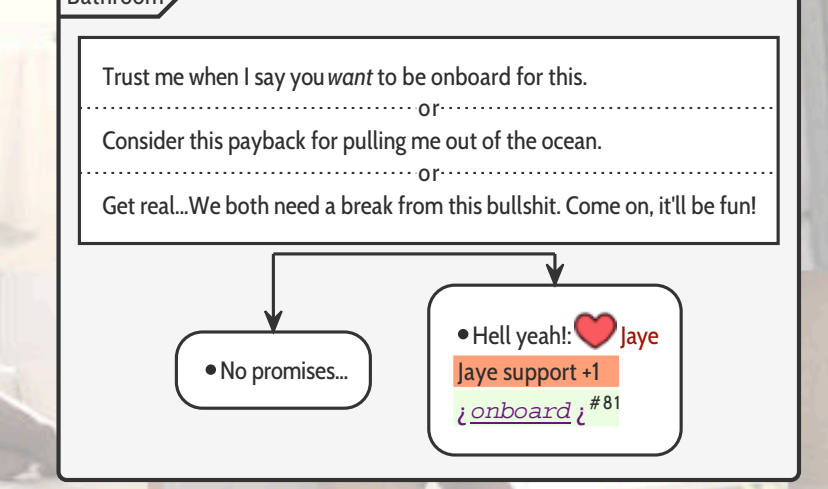 Bathroom
Trust me when I say you want to be onboard for this.
or
Consider this payback for pulling me out of the ocean.
or
Get real...We both need a break from this bullshit. Come on, it'll be fun!
•No promises...
•Hell yeah!: ❤ Jaye
Jaye support +1
¿onboard¿#81